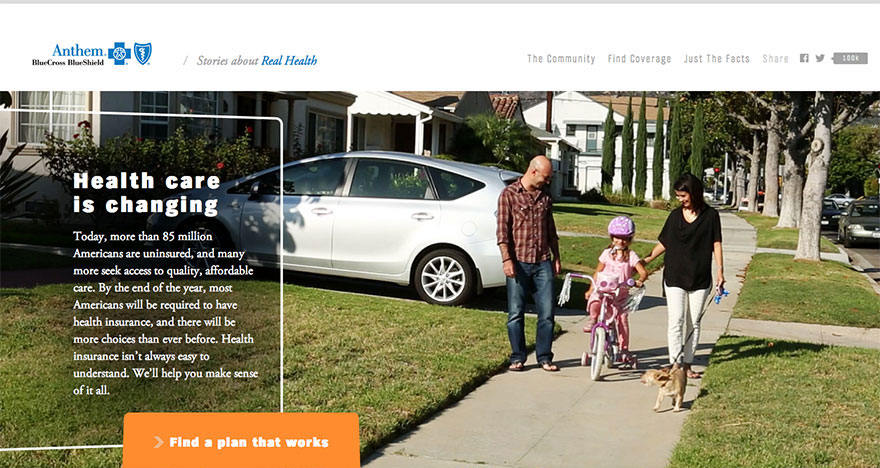 Anthem
BlueCross BlueShield
/ Stories about Real Health
The Community Find Coverage Just The Facts Share 100k
Health care
is changing
Today, more than 85 million
Americans are uninsured, and many
more seek access to quality, affordable
care. By the end of the year, most
Americans will be required to have
health insurance, and there will be
more choices than ever before. Health
insurance isn't always easy to
understand. We'll help you make sense
of it all.
Find a plan that works